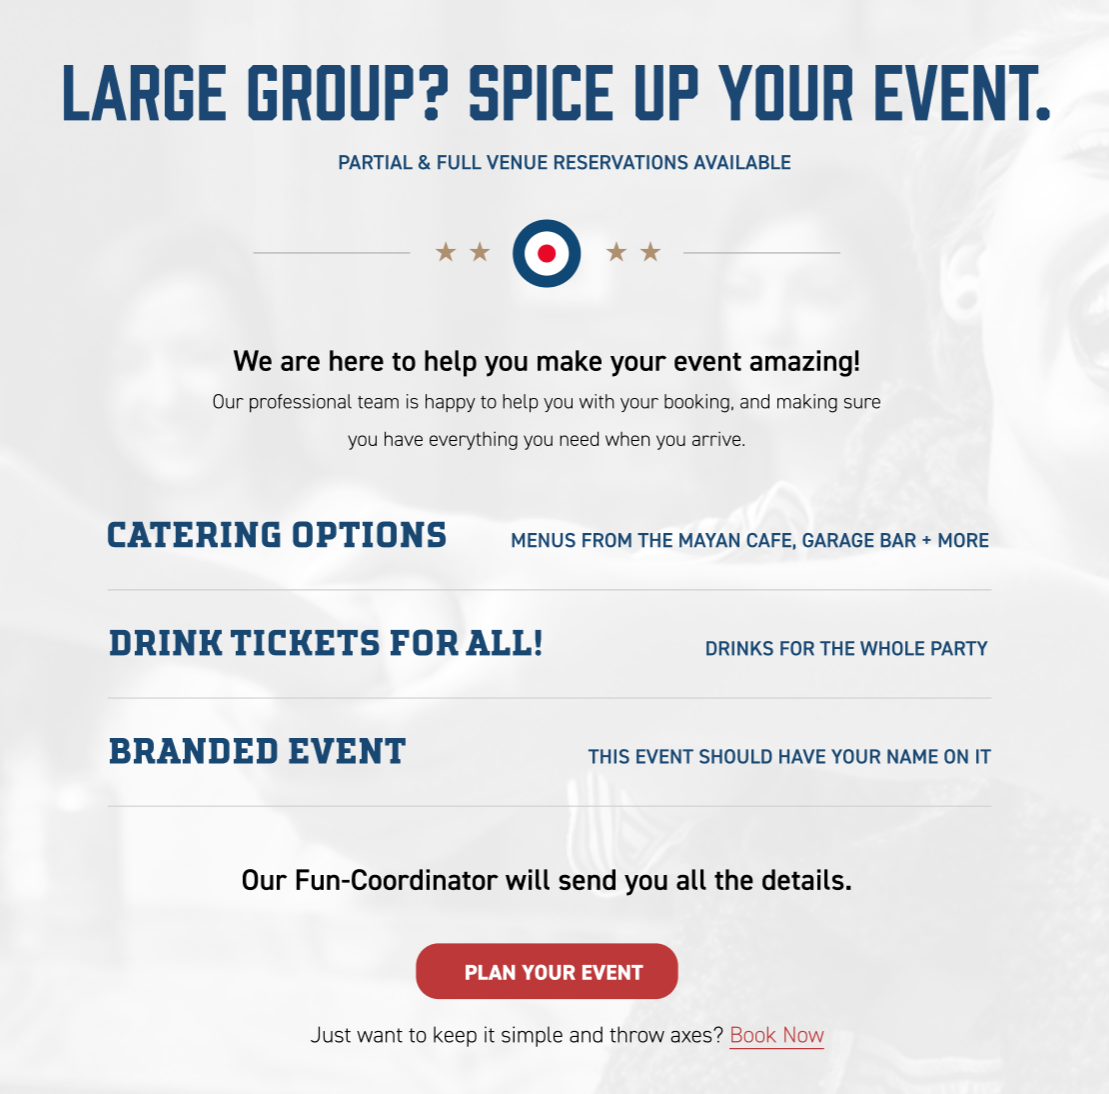 LARGE GROUP? SPICE UP YOUR EVENT.
PARTIAL & FULL VENUE RESERVATIONS AVAILABLE
We are here to help you make your event amazing!
Our professional team is happy to help you with your booking, and making sure
you have everything you need when you arrive.
CATERING OPTIONS MENUS FROM THE MAYAN CAFE, GARAGE BAR + MORE
DRINK TICKETS FOR ALL! DRINKS FOR THE WHOLE PARTY
BRANDED EVENT THIS EVENT SHOULD HAVE YOUR NAME ON IT
Our Fun-Coordinator will send you all the details.
PLAN YOUR EVENT
Just want to keep it simple and throw axes? Book Now